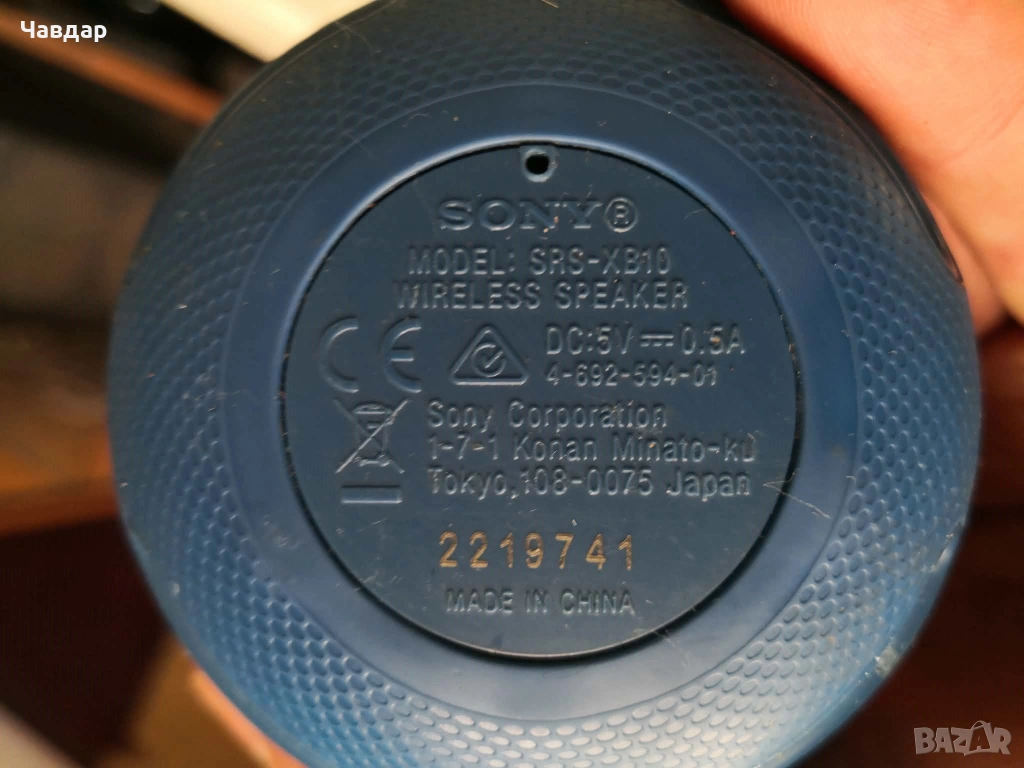 Чавдар
SONY®
MODEL: SRS-XB10
WIRELESS SPEAKER
CE
DC:5V ⎓ 0.5A
4-692-594-01
Sony Corporation
1-7-1 Konan Minato-ku
Tokyo,108-0075 Japan
2219741
MADE IN CHINA
BAZAR